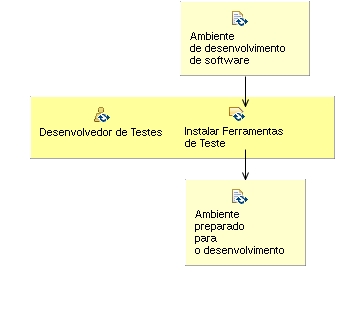 Ambiente
de desenvolvimento
de software
Desenvolvedor de Testes
Instalar Ferramentas
de Teste
Ambiente
preparado
para
o desenvolvimento